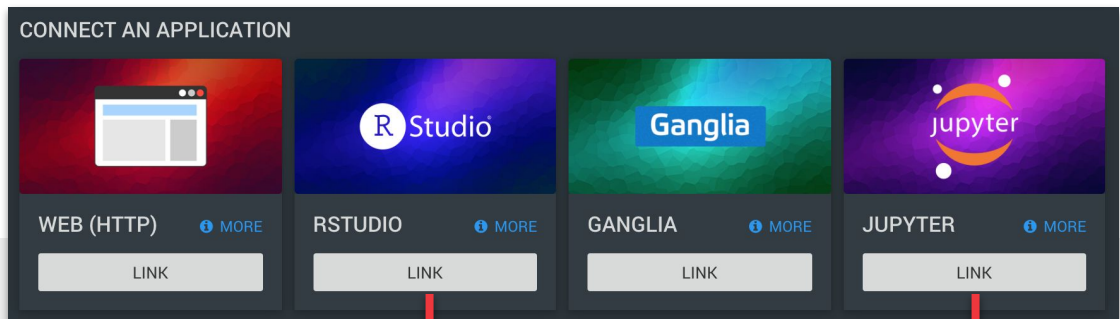 CONNECT AN APPLICATION
R Studio
Ganglia
jupyter
WEB (HTTP) MORE
RSTUDIO MORE
GANGLIA MORE
JUPYTER MORE
LINK
LINK
LINK
LINK